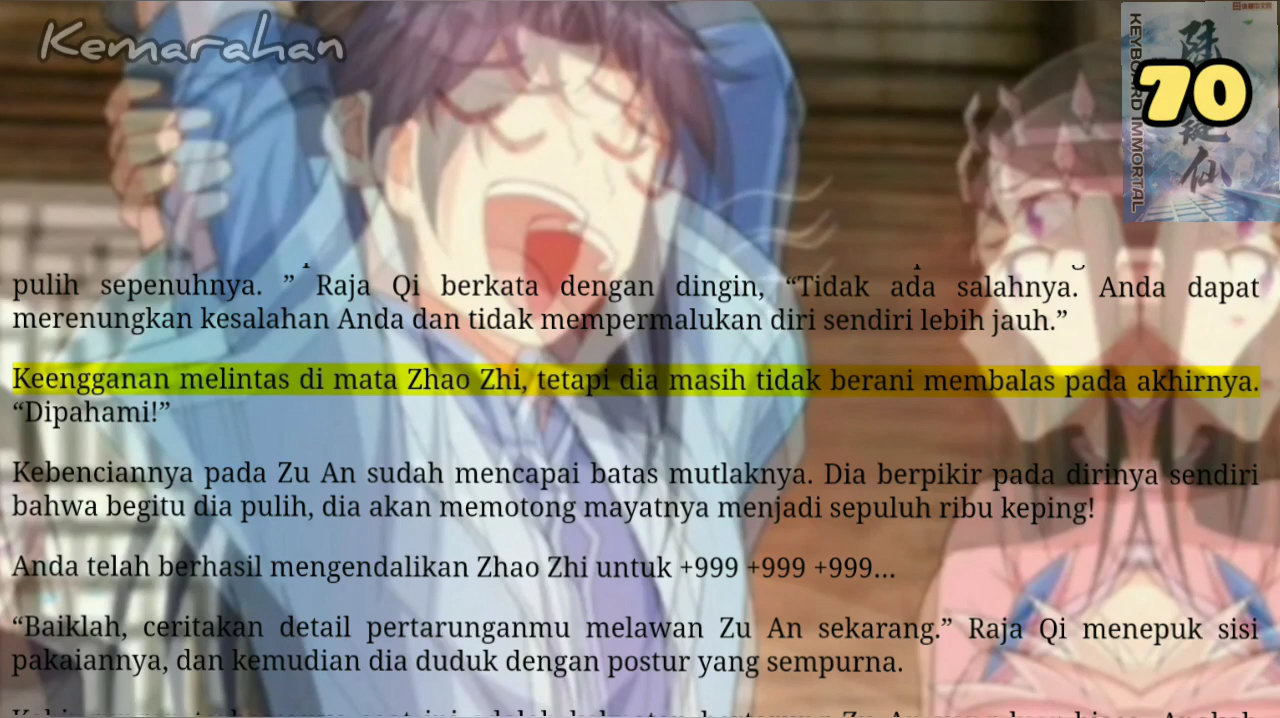 Kemarahan
KEYBOARD IMMORTAL
70
仙
pulih sepenuhnya. ” Raja Qi berkata dengan dingin, “Tidak ada salahnya. Anda dapat
merenungkan kesalahan Anda dan tidak mempermalukan diri sendiri lebih jauh.”
Keengganan melintas di mata Zhao Zhi, tetapi dia masih tidak berani membalas pada akhirnya.
“Dipahami!”
Kebenciannya pada Zu An sudah mencapai batas mutlaknya. Dia berpikir pada dirinya sendiri
bahwa begitu dia pulih, dia akan memotong mayatnya menjadi sepuluh ribu keping!
Anda telah berhasil mengendalikan Zhao Zhi untuk +999 +999 +999...
“Baiklah, ceritakan detail pertarunganmu melawan Zu An sekarang.” Raja Qi menepuk sisi
pakaiannya, dan kemudian dia duduk dengan postur yang sempurna.